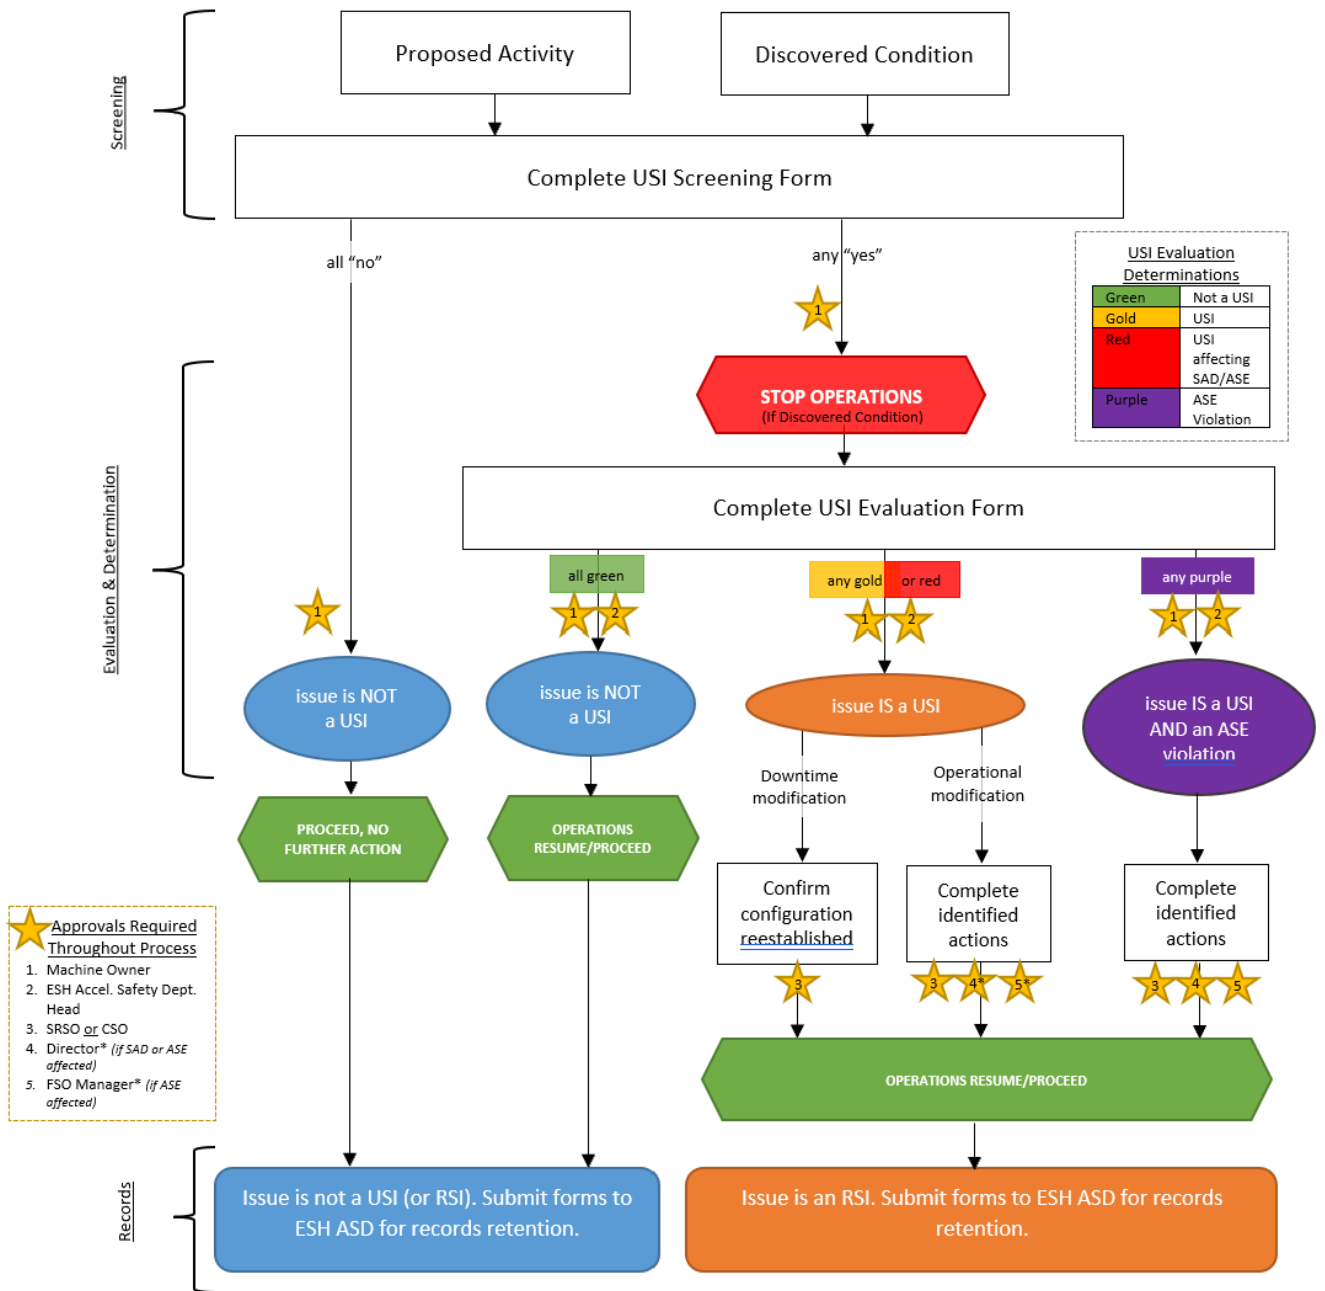 Screening
Proposed Activity
Discovered Condition
Complete USI Screening Form
all "no"
any "yes"
1
USI Evaluation
Determinations
Green
Not a USI
Gold
USI
Red
USI
affecting
SAD/ASE
Purple
ASE
Violation
Evaluation & Determination
STOP OPERATIONS
(If Discovered Condition)
Complete USI Evaluation Form
all green
any gold or red
any purple
1
1 2
1 2
1 2
issue is NOT
a USI
issue is NOT
a USI
issue IS a USI
issue IS a USI
AND an ASE
violation
Downtime
modification
Operational
modification
PROCEED, NO
FURTHER ACTION
OPERATIONS
RESUME/PROCEED
Confirm
configuration
reestablished
Complete
identified
actions
Complete
identified
actions
3
3 4* 5*
3 4 5
Approvals Required
Throughout Process
1. Machine Owner
2. ESH Accel. Safety Dept.
Head
3. SRSO or CSO
4. Director* (if SAD or ASE
affected)
5. FSO Manager* (if ASE
affected)
OPERATIONS RESUME/PROCEED
Records
Issue is not a USI (or RSI). Submit forms to
ESH ASD for records retention.
Issue is an RSI. Submit forms to ESH ASD for records
retention.